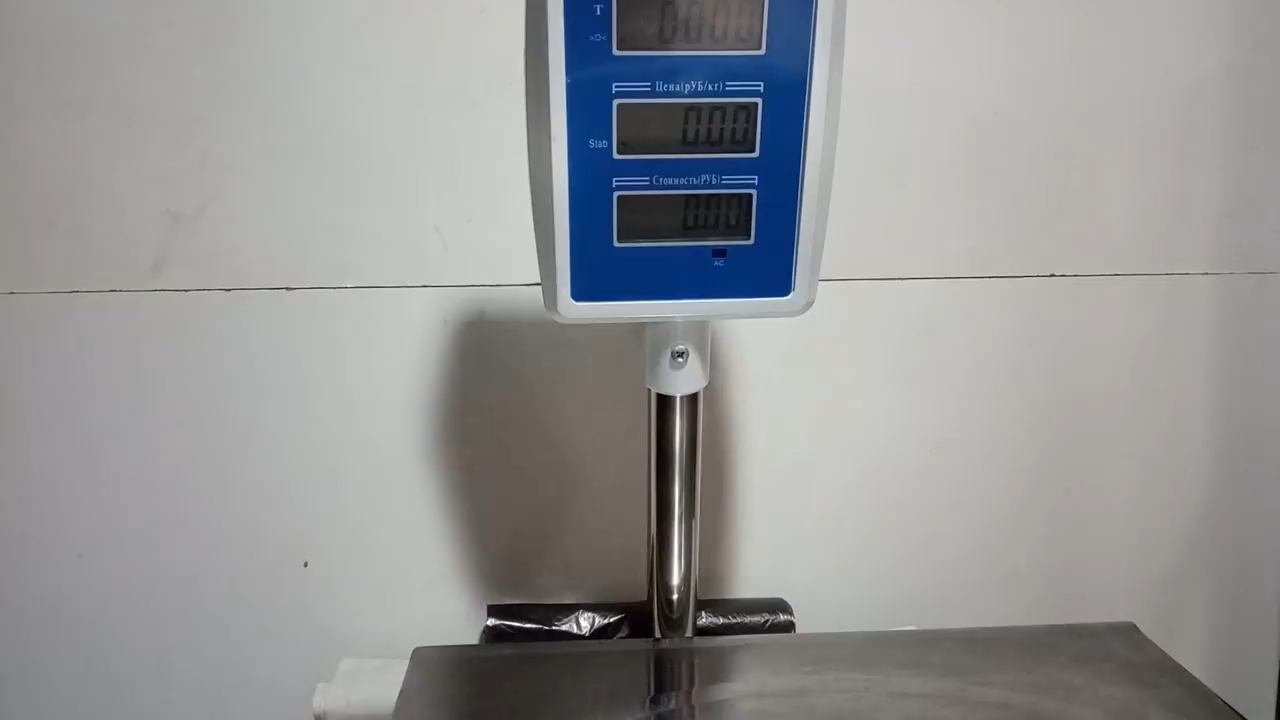 T
0.000
>0<
Цена(рУБ/кг)
0.00
Stab
Стоимость(РУБ)
0.00
AC